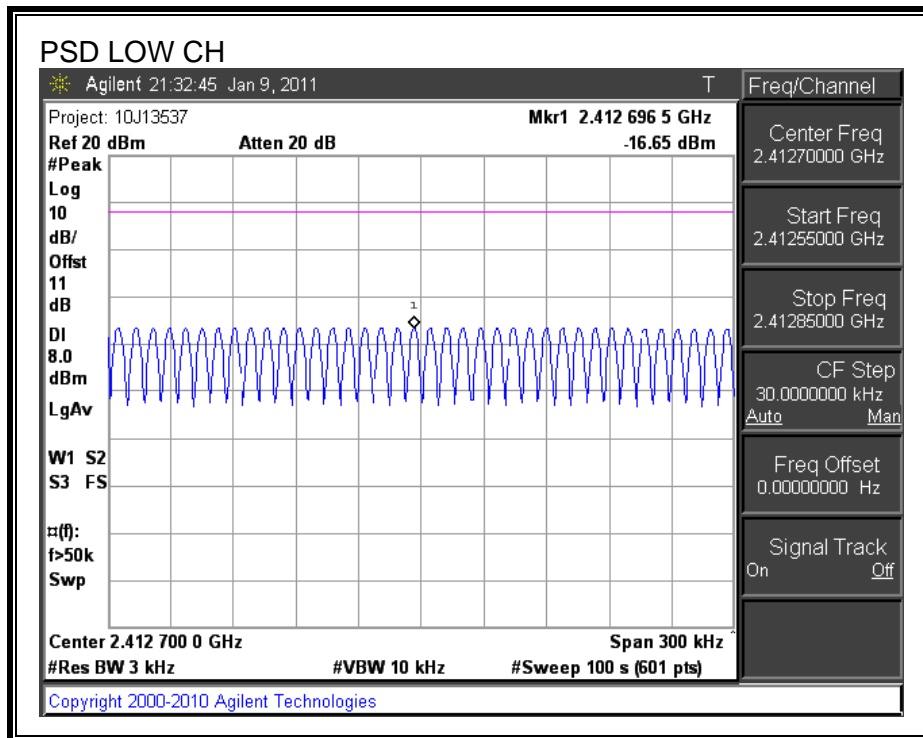 PSD LOW CH
Agilent 21:32:45 Jan 9, 2011 T
Project: 10J13537 Mkr1 2.412 696 5 GHz
Ref 20 dBm Atten 20 dB -16.65 dBm
#Peak
Log
10
dB/
Offst
11
dB
DI
8.0
dBm
LgAv
W1 S2
S3 FS
¤(f):
f>50k
Swp
1
Center 2.412 700 0 GHz Span 300 kHz ^
#Res BW 3 kHz #VBW 10 kHz #Sweep 100 s (601 pts)
Copyright 2000-2010 Agilent Technologies
Freq/Channel
Center Freq
2.41270000 GHz
Start Freq
2.41255000 GHz
Stop Freq
2.41285000 GHz
CF Step
30.0000000 kHz
Auto Man
Freq Offset
0.00000000 Hz
Signal Track
On Off